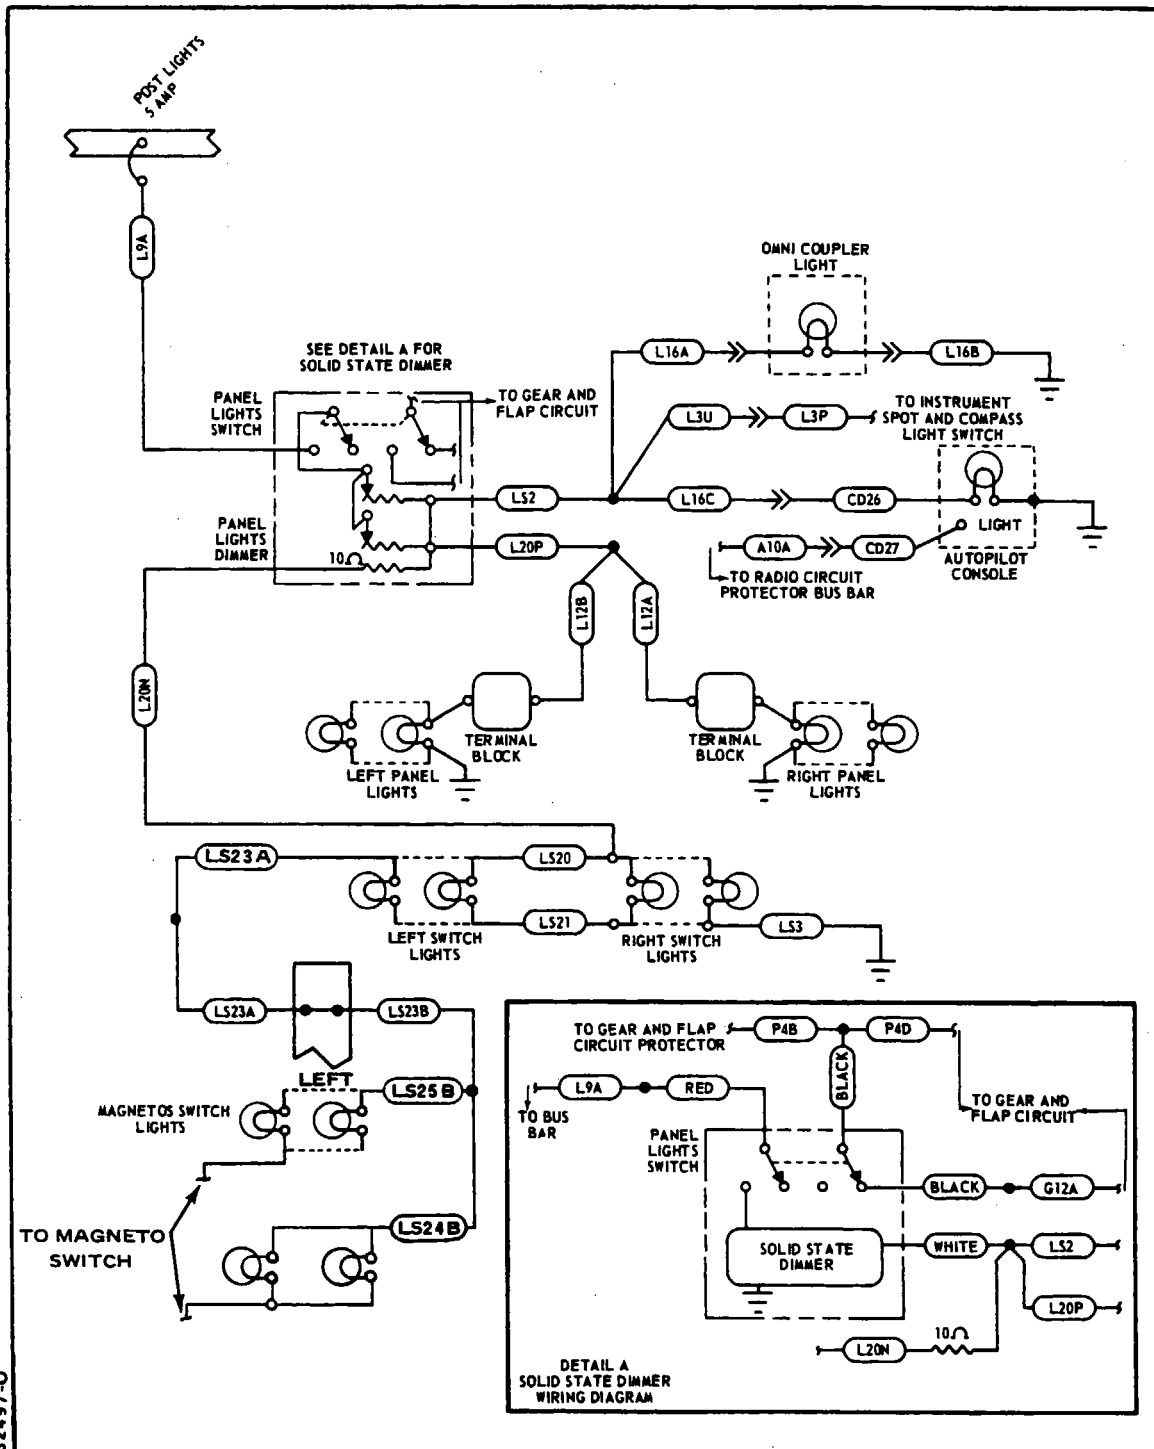 POST LIGHTS
5 AMP
L9A
OMNI COUPLER
LIGHT
L16A
L16B
SEE DETAIL A FOR
SOLID STATE DIMMER
PANEL
LIGHTS
SWITCH
TO GEAR AND
FLAP CIRCUIT
L3U
L3P
TO INSTRUMENT
SPOT AND COMPASS
LIGHT SWITCH
LS2
L16C
CD26
LIGHT
PANEL
LIGHTS
DIMMER
10Ω
L20P
A10A
CD27
AUTOPILOT
CONSOLE
TO RADIO CIRCUIT
PROTECTOR BUS BAR
L12B
L12A
L20N
TERMINAL
BLOCK
TERMINAL
BLOCK
LEFT PANEL
LIGHTS
RIGHT PANEL
LIGHTS
LS23A
LS20
LS21
LS3
LEFT SWITCH
LIGHTS
RIGHT SWITCH
LIGHTS
LS23A
LS23B
LEFT
LS25B
MAGNETOS SWITCH
LIGHTS
LS24B
TO MAGNETO
SWITCH
TO GEAR AND FLAP
CIRCUIT PROTECTOR
P4B
P4D
BLACK
L9A
RED
TO BUS
BAR
TO GEAR AND
FLAP CIRCUIT
PANEL
LIGHTS
SWITCH
BLACK
G12A
SOLID STATE
DIMMER
WHITE
LS2
L20P
L20N
10Ω
DETAIL A
SOLID STATE DIMMER
WIRING DIAGRAM